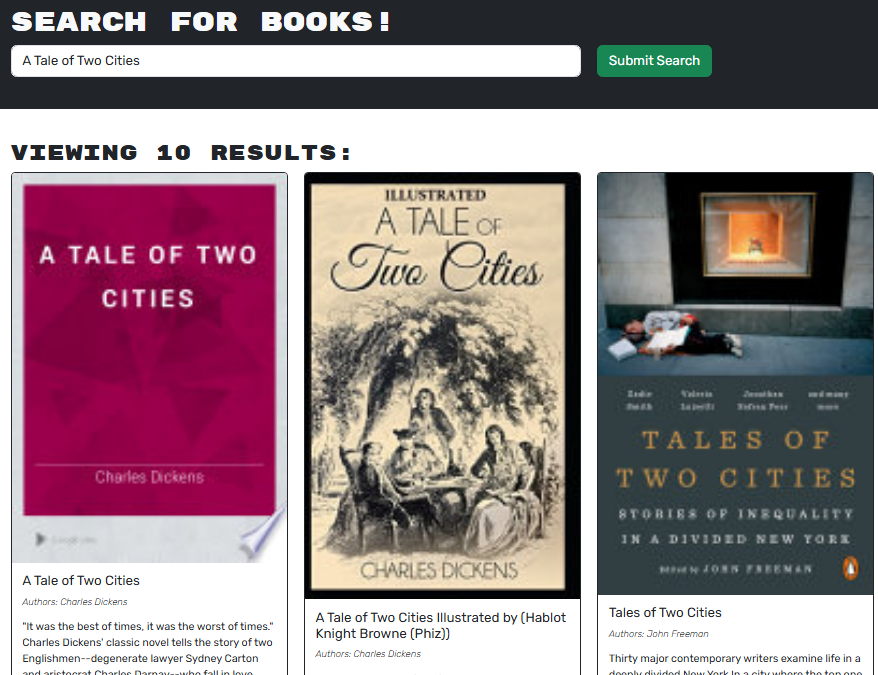 SEARCH FOR BOOKS!
A Tale of Two Cities
Submit Search
VIEWING 10 RESULTS:
A TALE OF TWO
CITIES
Charles Dickens
A Tale of Two Cities
Authors: Charles Dickens
"It was the best of times, it was the worst of times."
Charles Dickens' classic novel tells the story of two
Englishmen--degenerate lawyer Sydney Carton
and aristocrat Charles Darnay--who fall in love
ILLUSTRATED
A TALE OF
Two Cities
CHARLES DICKENS
A Tale of Two Cities Illustrated by (Hablot
Knight Browne (Phiz))
Authors: Charles Dickens
Zadie Valeria Jonathan and many
Smith Luiselli Safran Foer more
TALES OF
TWO CITIES
STORIES OF INEQUALITY
IN A DIVIDED NEW YORK
Edited by JOHN FREEMAN
Tales of Two Cities
Authors: John Freeman
Thirty major contemporary writers examine life in a
deeply divided New York In a city where the top one